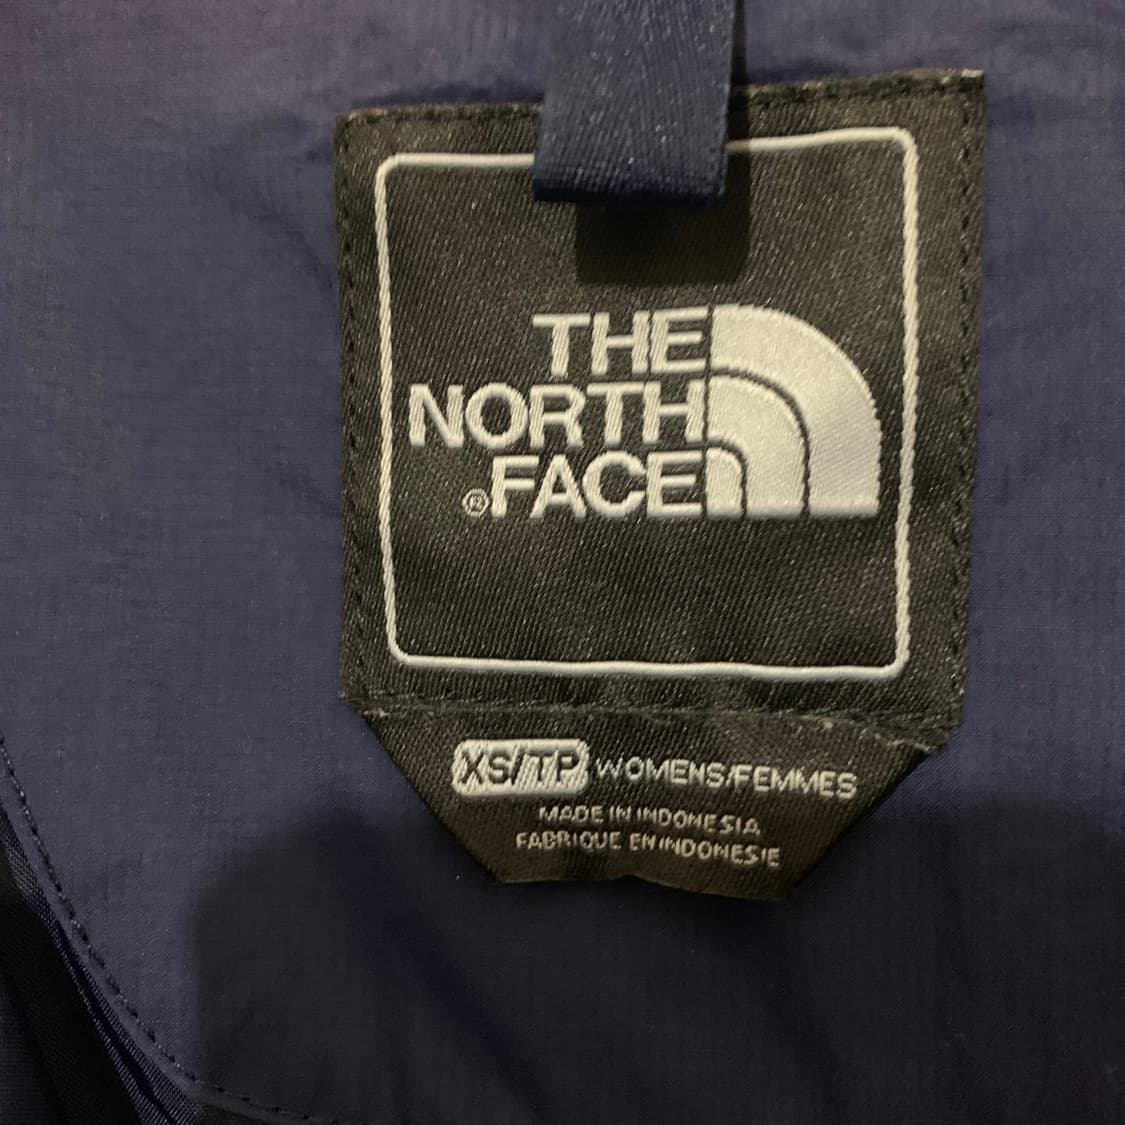 THE
NORTH
®FACE
XS/TP WOMENS/FEMMES
MADE IN INDONESIA
FABRIQUE EN INDONESIE